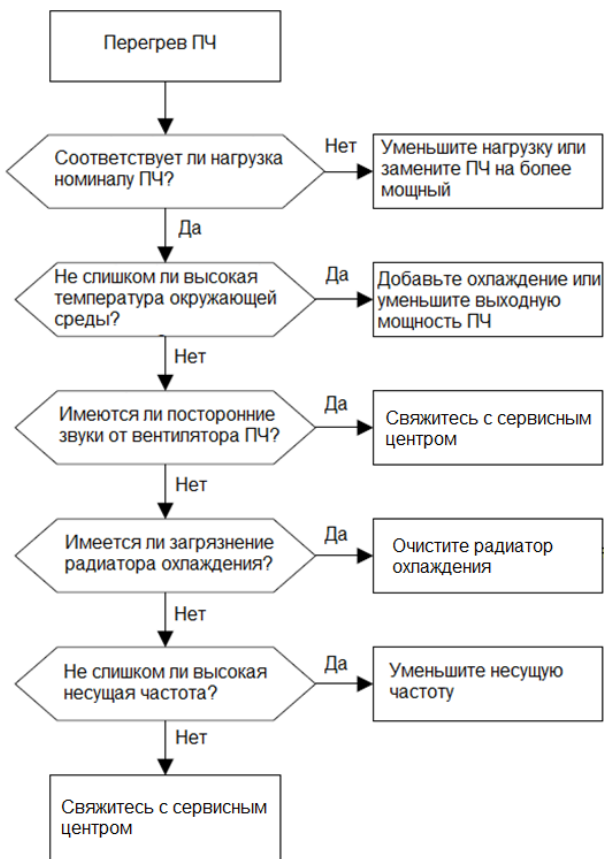 Перегрев ПЧ
Соответствует ли нагрузка
номиналу ПЧ?
Нет
Уменьшите нагрузку или
замените ПЧ на более
мощный
Да
Не слишком ли высокая
температура окружающей
среды?
Да
Добавьте охлаждение или
уменьшите выходную
мощность ПЧ
Нет
Имеются ли посторонние
звуки от вентилятора ПЧ?
Да
Свяжитесь с сервисным
центром
Нет
Имеется ли загрязнение
радиатора охлаждения?
Да
Очистите радиатор
охлаждения
Нет
Не слишком ли высокая
несущая частота?
Да
Уменьшите несущую
частоту
Нет
Свяжитесь с сервисным
центром